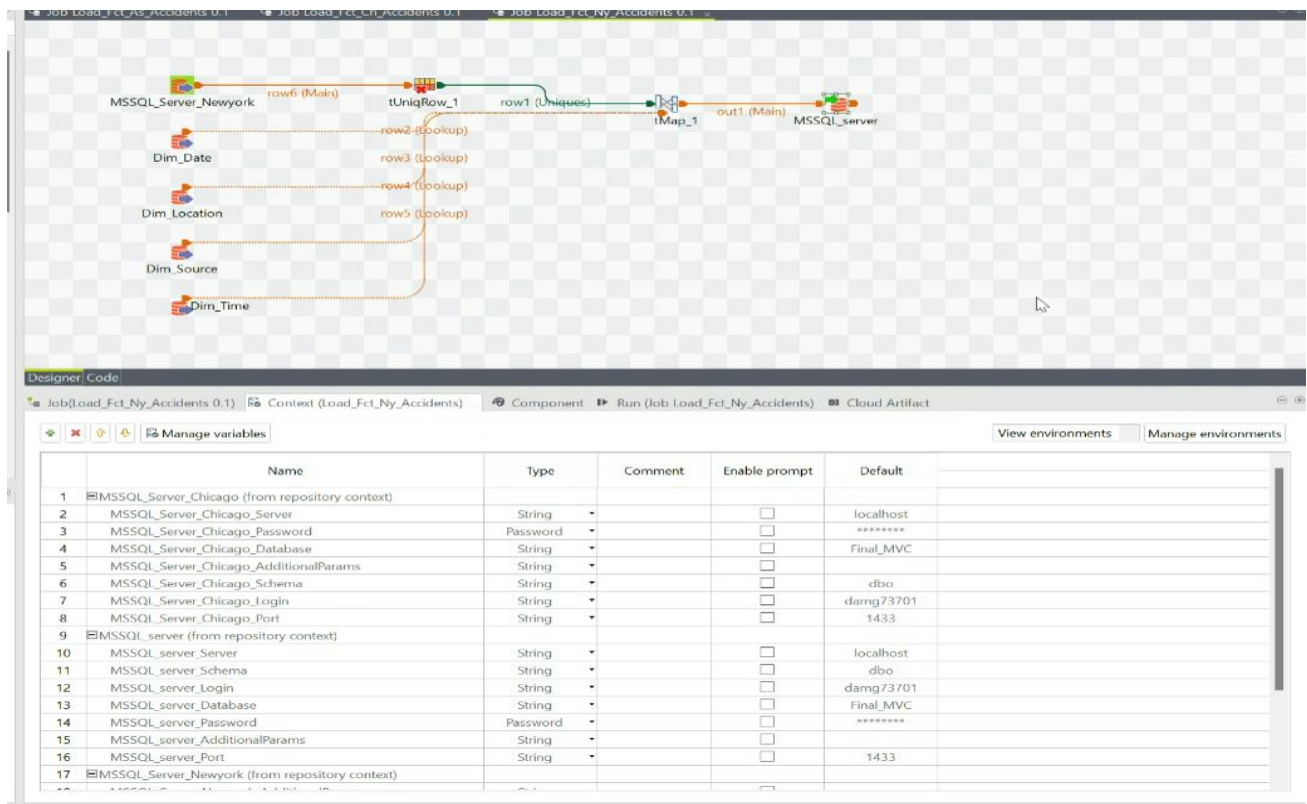 Job Load_Fct_As_Accidents 0.1 Job Load_Fct_Ch_Accidents 0.1 Job Load_Fct_Ny_Accidents 0.1
MSSQL_Server_Newyork row6 (Main) tUniqRow_1 row1 (Uniques) tMap_1 out1 (Main) MSSQL_server
row2 (Lookup)
Dim_Date row3 (Lookup)
row4 (Lookup)
Dim_Location row5 (Lookup)
Dim_Source
Dim_Time
Designer Code
Job(Load_Fct_Ny_Accidents 0.1) Context (Load_Fct_Ny_Accidents) Component Run (Job Load_Fct_Ny_Accidents) Cloud Artifact
Manage variables View environments Manage environments
Name Type Comment Enable prompt Default
1 MSSQL_Server_Chicago (from repository context)
2 MSSQL_Server_Chicago_Server String localhost
3 MSSQL_Server_Chicago_Password Password ********
4 MSSQL_Server_Chicago_Database String Final_MVC
5 MSSQL_Server_Chicago_AdditionalParams String
6 MSSQL_Server_Chicago_Schema String dbo
7 MSSQL_Server_Chicago_Login String damg73701
8 MSSQL_Server_Chicago_Port String 1433
9 MSSQL_server (from repository context)
10 MSSQL_server_Server String localhost
11 MSSQL_server_Schema String dbo
12 MSSQL_server_Login String damg73701
13 MSSQL_server_Database String Final_MVC
14 MSSQL_server_Password Password ********
15 MSSQL_server_AdditionalParams String
16 MSSQL_server_Port String 1433
17 MSSQL_Server_Newyork (from repository context)